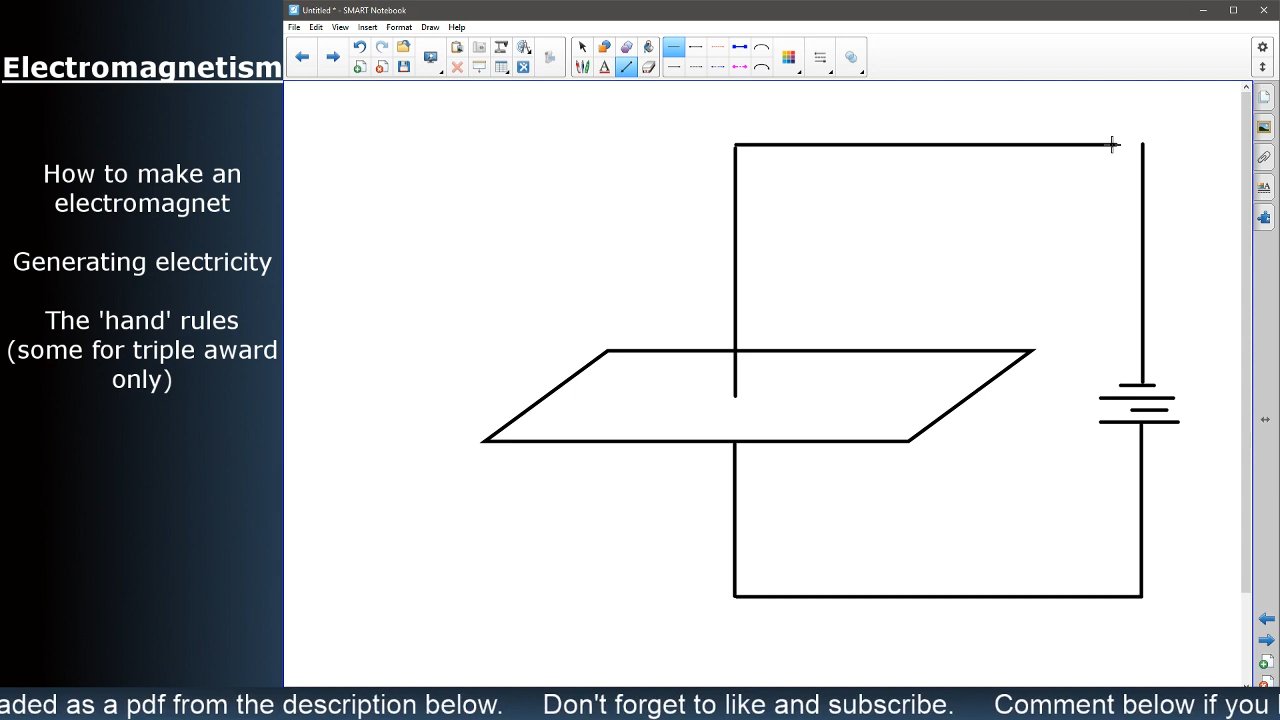 Untitled * - SMART Notebook
File Edit View Insert Format Draw Help
Electromagnetism
How to make an
electromagnet
Generating electricity
The 'hand' rules
(some for triple award
only)
aded as a pdf from the description below. Don't forget to like and subscribe. Comment below if you